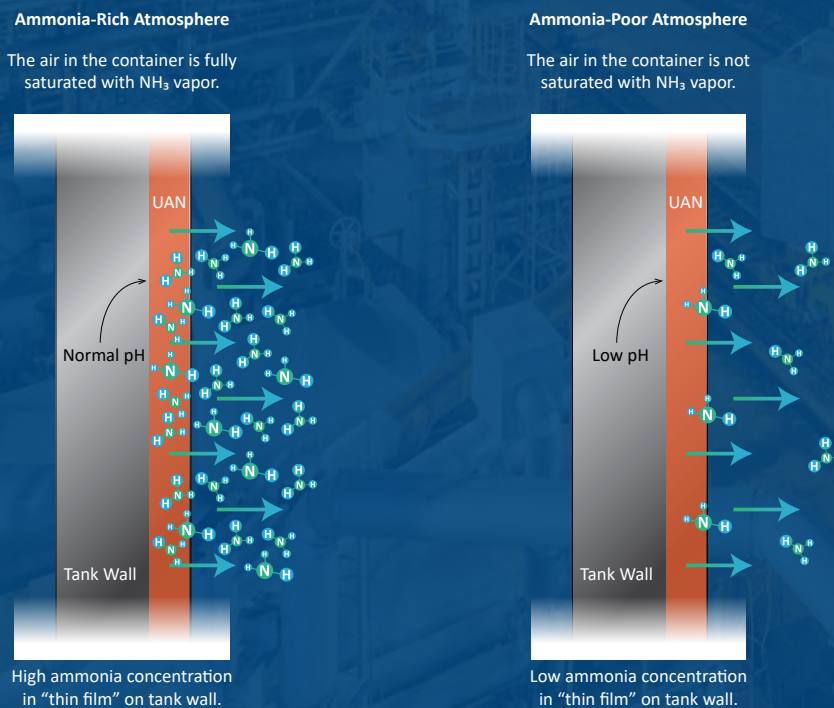 Ammonia-Rich Atmosphere
The air in the container is fully
saturated with NH₃ vapor.
UAN
Normal pH
Tank Wall
High ammonia concentration
in “thin film” on tank wall.
Ammonia-Poor Atmosphere
The air in the container is not
saturated with NH₃ vapor.
UAN
Low pH
Tank Wall
Low ammonia concentration
in “thin film” on tank wall.